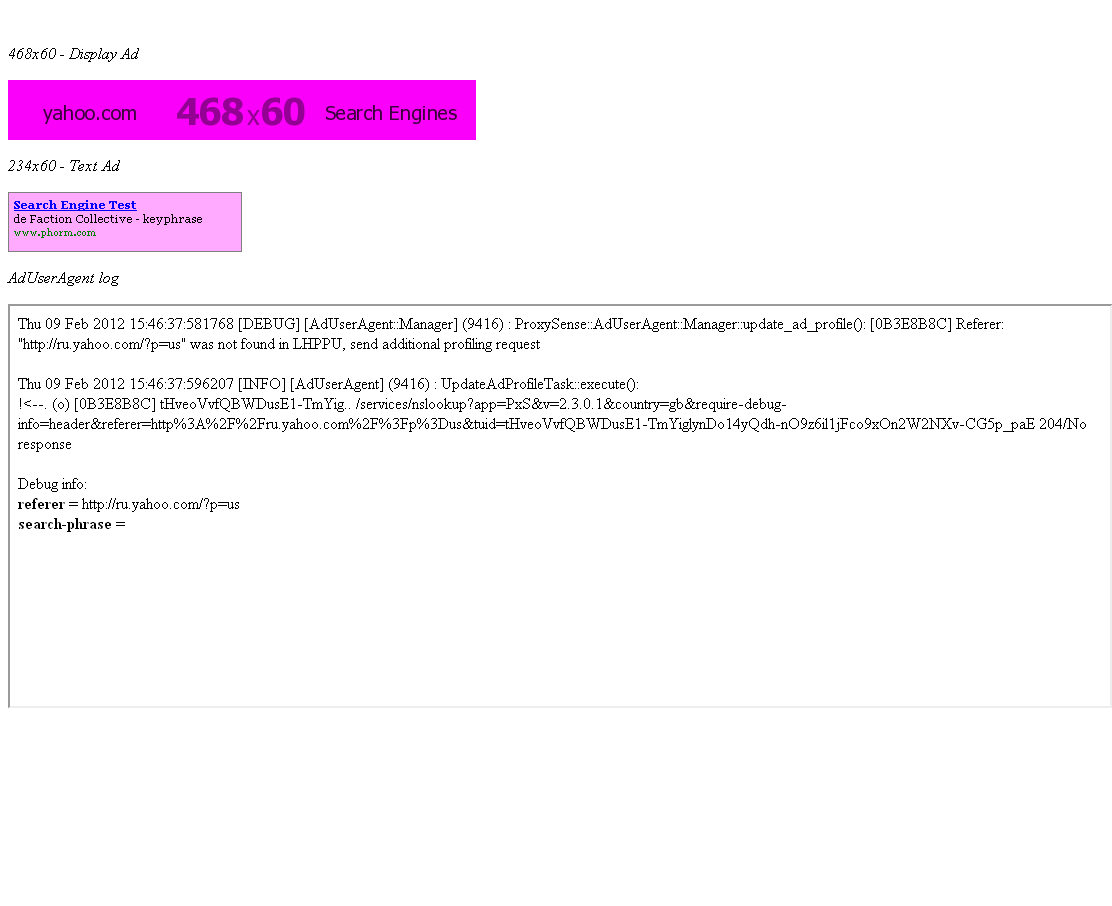 468x60 - Display Ad
yahoo.com 468x60 Search Engines
234x60 - Text Ad
Search Engine Test
de Faction Collective - keyphrase
www.phorm.com
AdUserAgent log
Thu 09 Feb 2012 15:46:37:581768 [DEBUG] [AdUserAgent::Manager] (9416) : ProxySense::AdUserAgent::Manager::update_ad_profile(): [0B3E8B8C] Referer:
"http://ru.yahoo.com/?p=us" was not found in LHPPU, send additional profiling request
Thu 09 Feb 2012 15:46:37:596207 [INFO] [AdUserAgent] (9416) : UpdateAdProfileTask::execute():
!<--. (o) [0B3E8B8C] tHveoVvfQBWDusE1-TmYig.. /services/nslookup?app=PxS&v=2.3.0.1&country=gb&require-debug-
info=header&referer=http%3A%2F%2Fru.yahoo.com%2F%3Fp%3Dus&tuid=tHveoVvfQBWDusE1-TmYiglynDo14yQdh-nO9z6il1jFco9xOn2W2NXv-CG5p_paE 204/No
response
Debug info:
referer = http://ru.yahoo.com/?p=us
search-phrase =